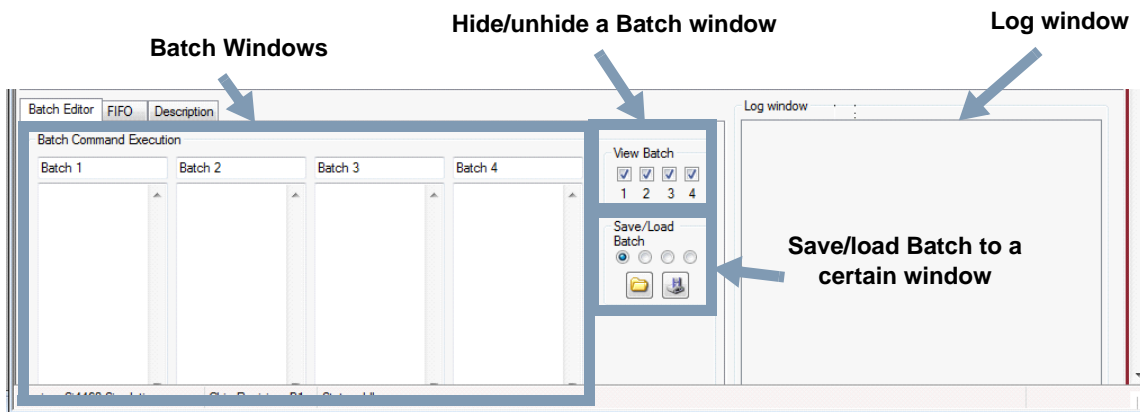 Hide/unhide a Batch window
Log window
Batch Windows
Batch Editor FIFO Description
Log window
Batch Command Execution
Batch 1 Batch 2 Batch 3 Batch 4
View Batch
1 2 3 4
Save/Load
Batch
Save/load Batch to a
certain window